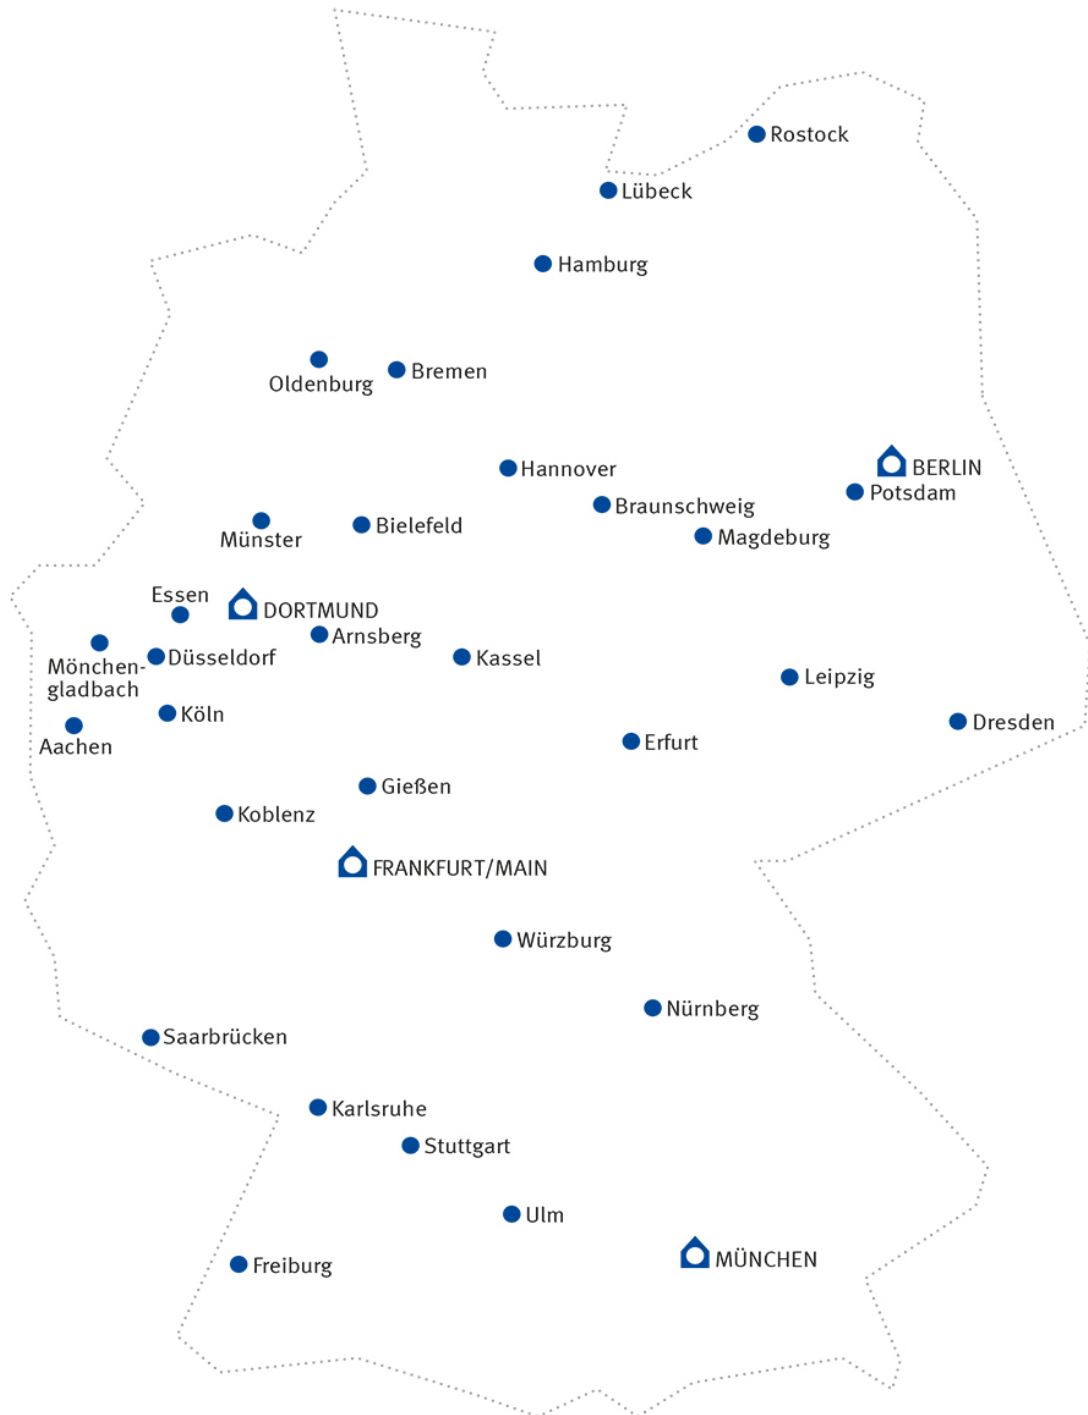 Rostock
Lübeck
Hamburg
Oldenburg
Bremen
Hannover
BERLIN
Potsdam
Braunschweig
Magdeburg
Münster
Bielefeld
Essen
DORTMUND
Arnsberg
Mönchen-
gladbach
Düsseldorf
Kassel
Leipzig
Köln
Dresden
Aachen
Erfurt
Gießen
Koblenz
FRANKFURT/MAIN
Würzburg
Nürnberg
Saarbrücken
Karlsruhe
Stuttgart
Ulm
MÜNCHEN
Freiburg